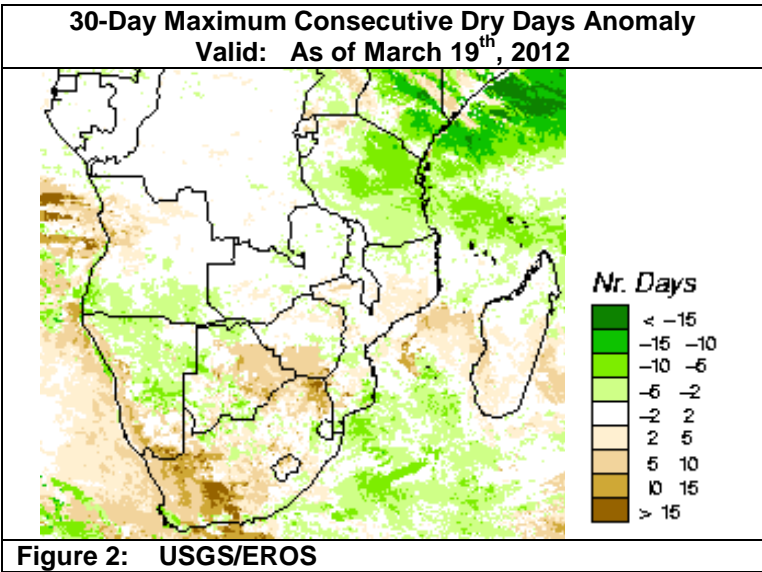 30-Day Maximum Consecutive Dry Days Anomaly
Valid: As of March 19th, 2012
Nr. Days
< -15
-15 -10
-10 -5
-5 -2
-2 2
2 5
5 10
10 15
> 15
Figure 2: USGS/EROS